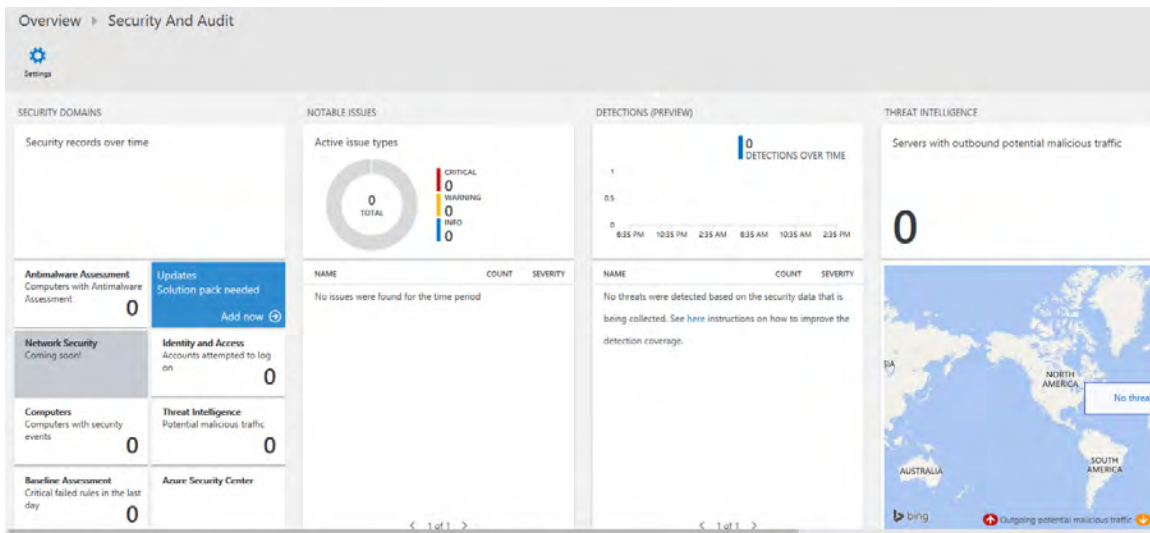 Overview ▸ Security And Audit
Settings
SECURITY DOMAINS
Security records over time
Antimalware Assessment
Computers with Antimalware
Assessment
0
Updates
Solution pack needed
Add now
Network Security
Coming soon!
Identity and Access
Accounts attempted to log
on
0
Computers
Computers with security
events
0
Threat Intelligence
Potential malicious traffic
0
Baseline Assessment
Critical failed rules in the last
day
0
Azure Security Center
NOTABLE ISSUES
Active issue types
0
TOTAL
CRITICAL
0
WARNING
0
INFO
0
NAME COUNT SEVERITY
No issues were found for the time period
< 1 of 1 >
DETECTIONS (PREVIEW)
0
DETECTIONS OVER TIME
1
0.5
0
6:35 PM 10:35 PM 2:35 AM 6:35 AM 10:35 AM 2:35 PM
NAME COUNT SEVERITY
No threats were detected based on the security data that is
being collected. See here instructions on how to improve the
detection coverage.
< 1 of 1 >
THREAT INTELLIGENCE
Servers with outbound potential malicious traffic
0
SIA
NORTH
AMERICA
No threa
SOUTH
AMERICA
AUSTRALIA
bing
Outgoing potential malicious traffic